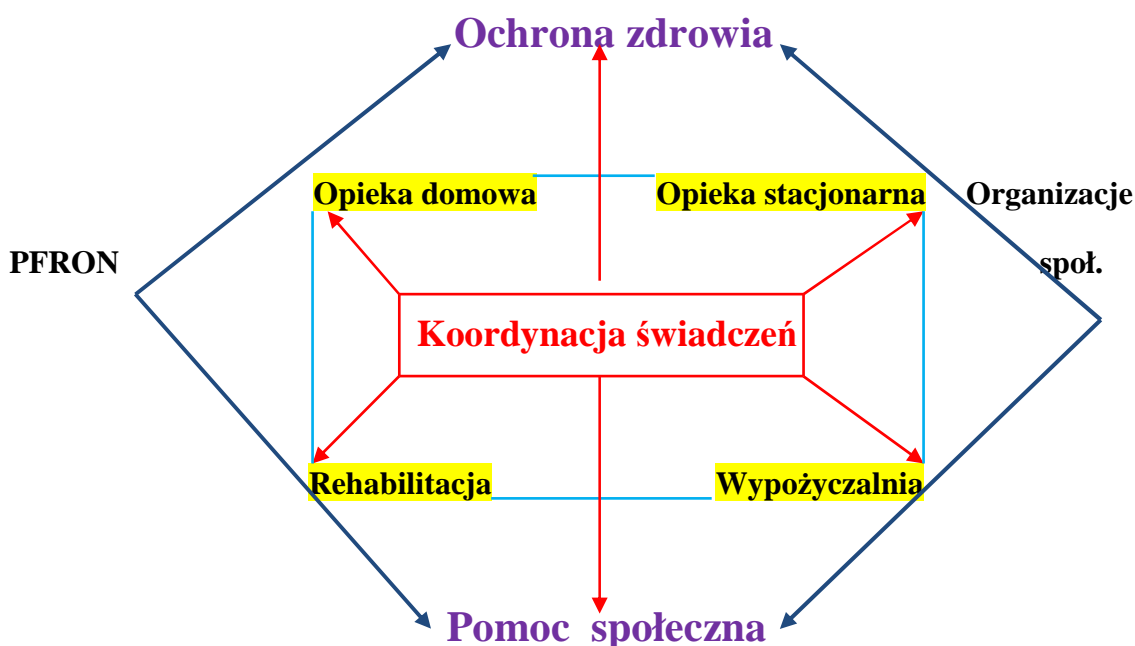 Ochrona zdrowia
Opieka domowa
Opieka stacjonarna
Organizacje
PFRON
społ.
Koordynacja świadczeń
Rehabilitacja
Wypożyczalnia
Pomoc społeczna